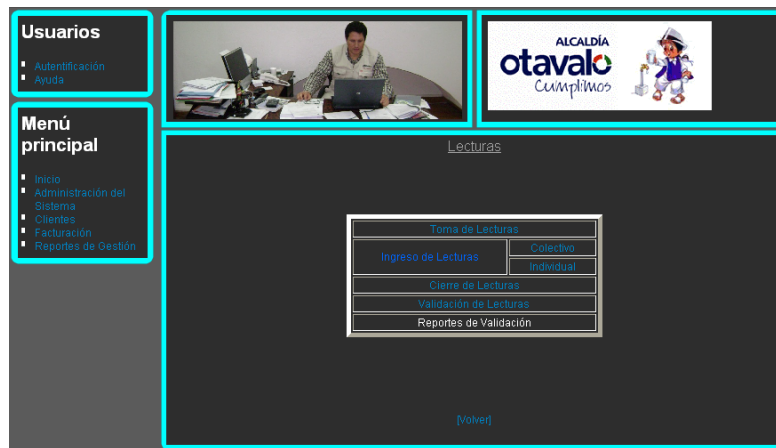 Usuarios
Autentificación
Ayuda
Menú
principal
Inicio
Administración del
Sistema
Clientes
Facturación
Reportes de Gestión
ALCALDÍA
otavalo
Cumplimos
Lecturas
Toma de Lecturas
Ingreso de Lecturas
Colectivo
Individual
Cierre de Lecturas
Validación de Lecturas
Reportes de Validación
[Volver]